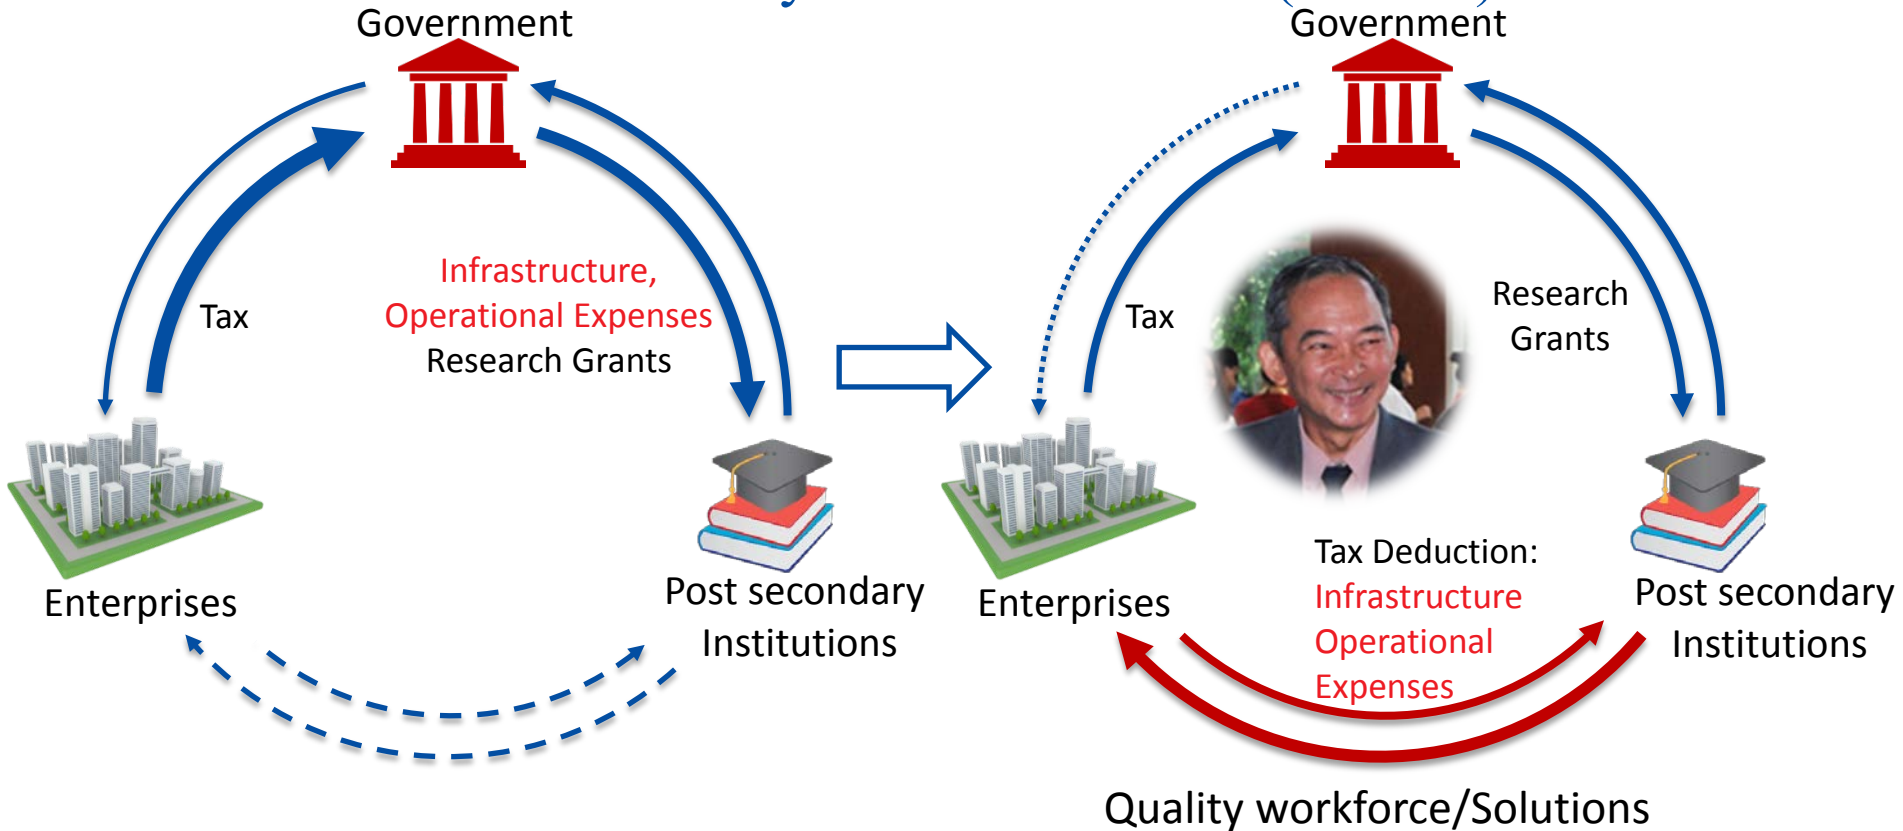 Government
Tax
Infrastructure,
Operational Expenses
Research Grants
Enterprises
Post secondary
Institutions
Government
Tax
Research
Grants
Enterprises
Tax Deduction:
Infrastructure
Operational
Expenses
Post secondary
Institutions
Quality workforce/Solutions